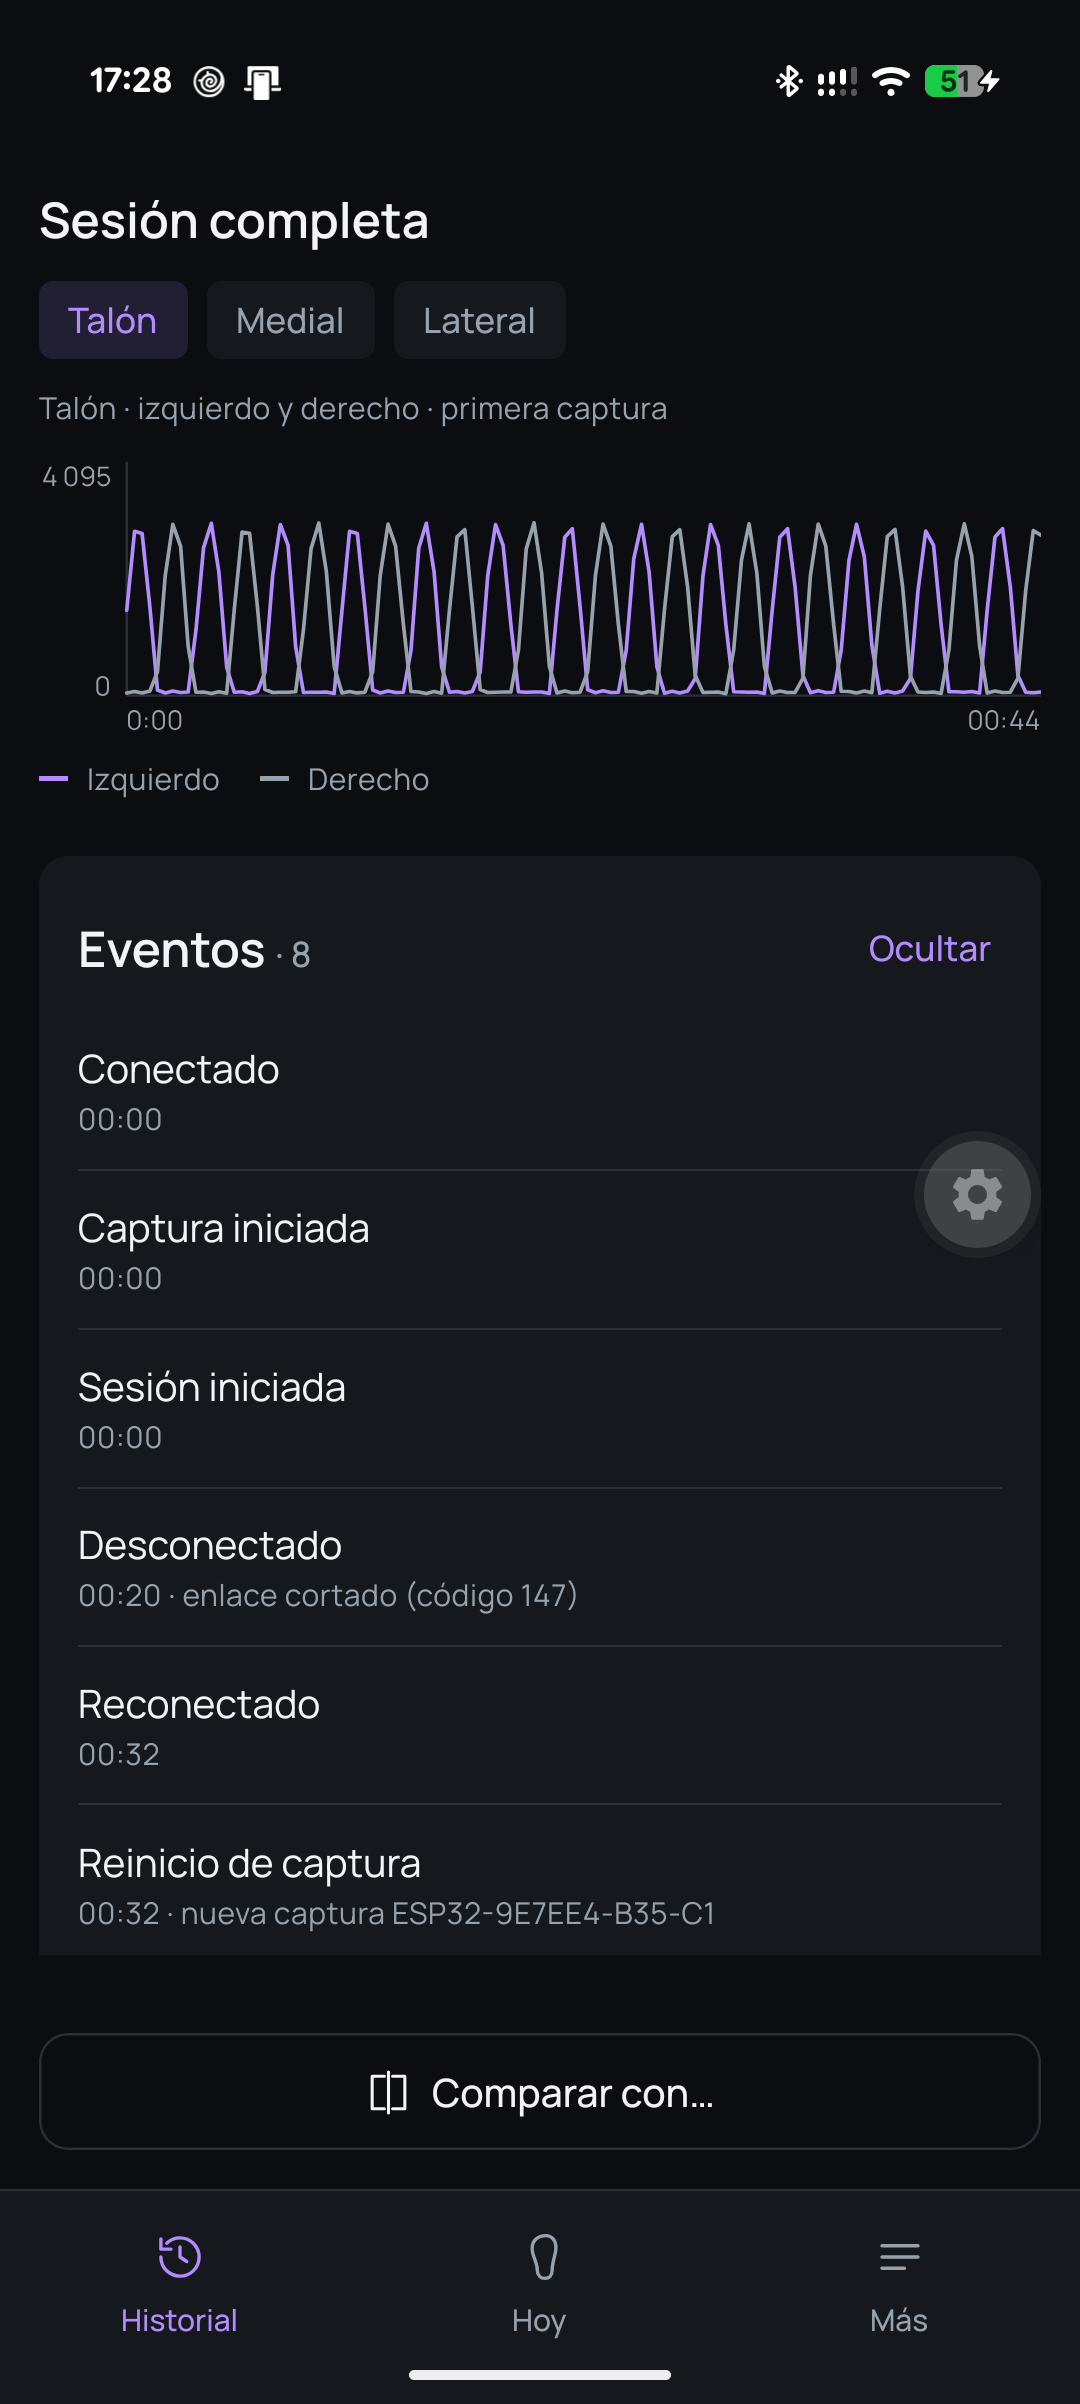 17:28
51
Sesión completa
Talón
Medial
Lateral
Talón · izquierdo y derecho · primera captura
4 095
0
0:00
00:44
Izquierdo
Derecho
Eventos · 8
Ocultar
Conectado
00:00
Captura iniciada
00:00
Sesión iniciada
00:00
Desconectado
00:20 · enlace cortado (código 147)
Reconectado
00:32
Reinicio de captura
00:32 · nueva captura ESP32-9E7EE4-B35-C1
Comparar con...
Historial
Hoy
Más